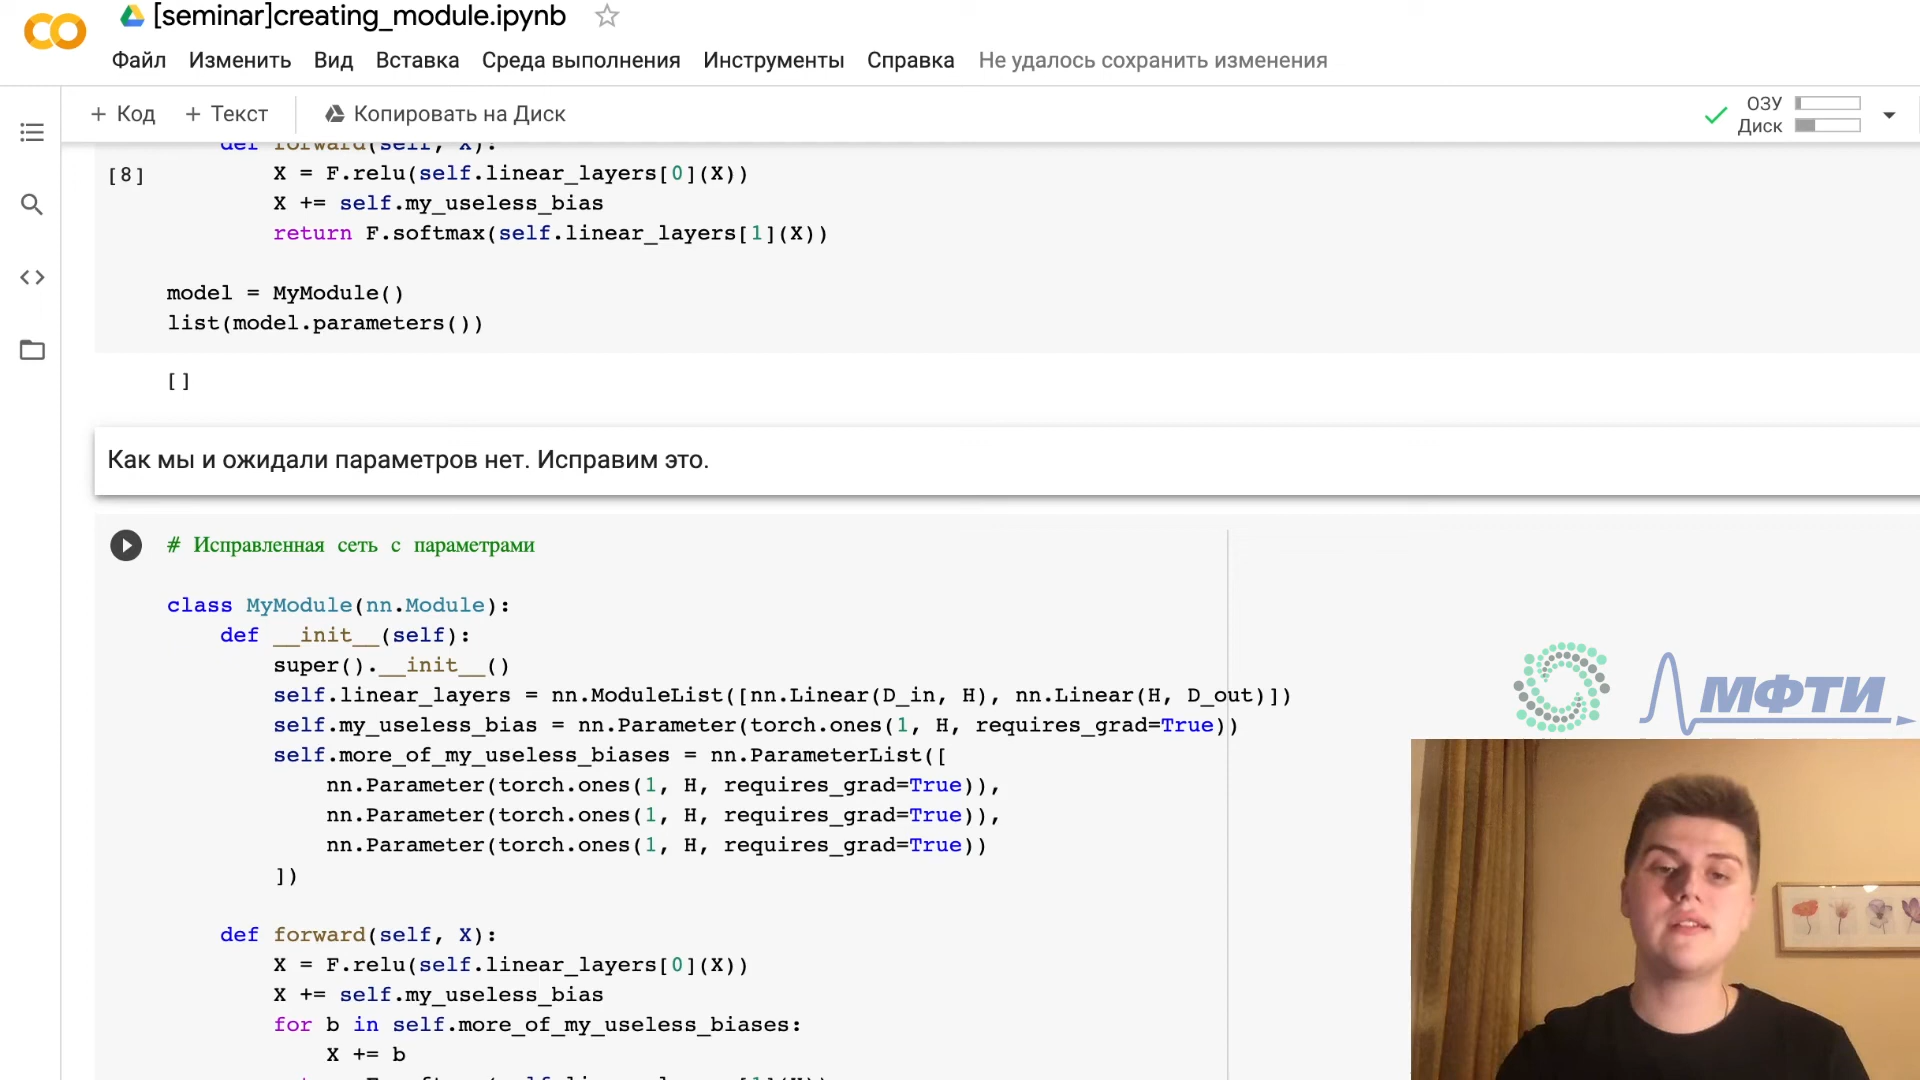 [seminar]creating_module.ipynb
Файл Изменить Вид Вставка Среда выполнения Инструменты Справка Не удалось сохранить изменения
+ Код + Текст Копировать на Диск
ОЗУ
Диск
def forward(self, X):
[8]
X = F.relu(self.linear_layers[0](X))
X += self.my_useless_bias
return F.softmax(self.linear_layers[1](X))
model = MyModule()
list(model.parameters())
[]
Как мы и ожидали параметров нет. Исправим это.
# Исправленная сеть с параметрами
class MyModule(nn.Module):
def __init__(self):
super().__init__()
self.linear_layers = nn.ModuleList([nn.Linear(D_in, H), nn.Linear(H, D_out)])
self.my_useless_bias = nn.Parameter(torch.ones(1, H, requires_grad=True))
self.more_of_my_useless_biases = nn.ParameterList([
nn.Parameter(torch.ones(1, H, requires_grad=True)),
nn.Parameter(torch.ones(1, H, requires_grad=True)),
nn.Parameter(torch.ones(1, H, requires_grad=True))
])
def forward(self, X):
X = F.relu(self.linear_layers[0](X))
X += self.my_useless_bias
for b in self.more_of_my_useless_biases:
X += b
МФТИ